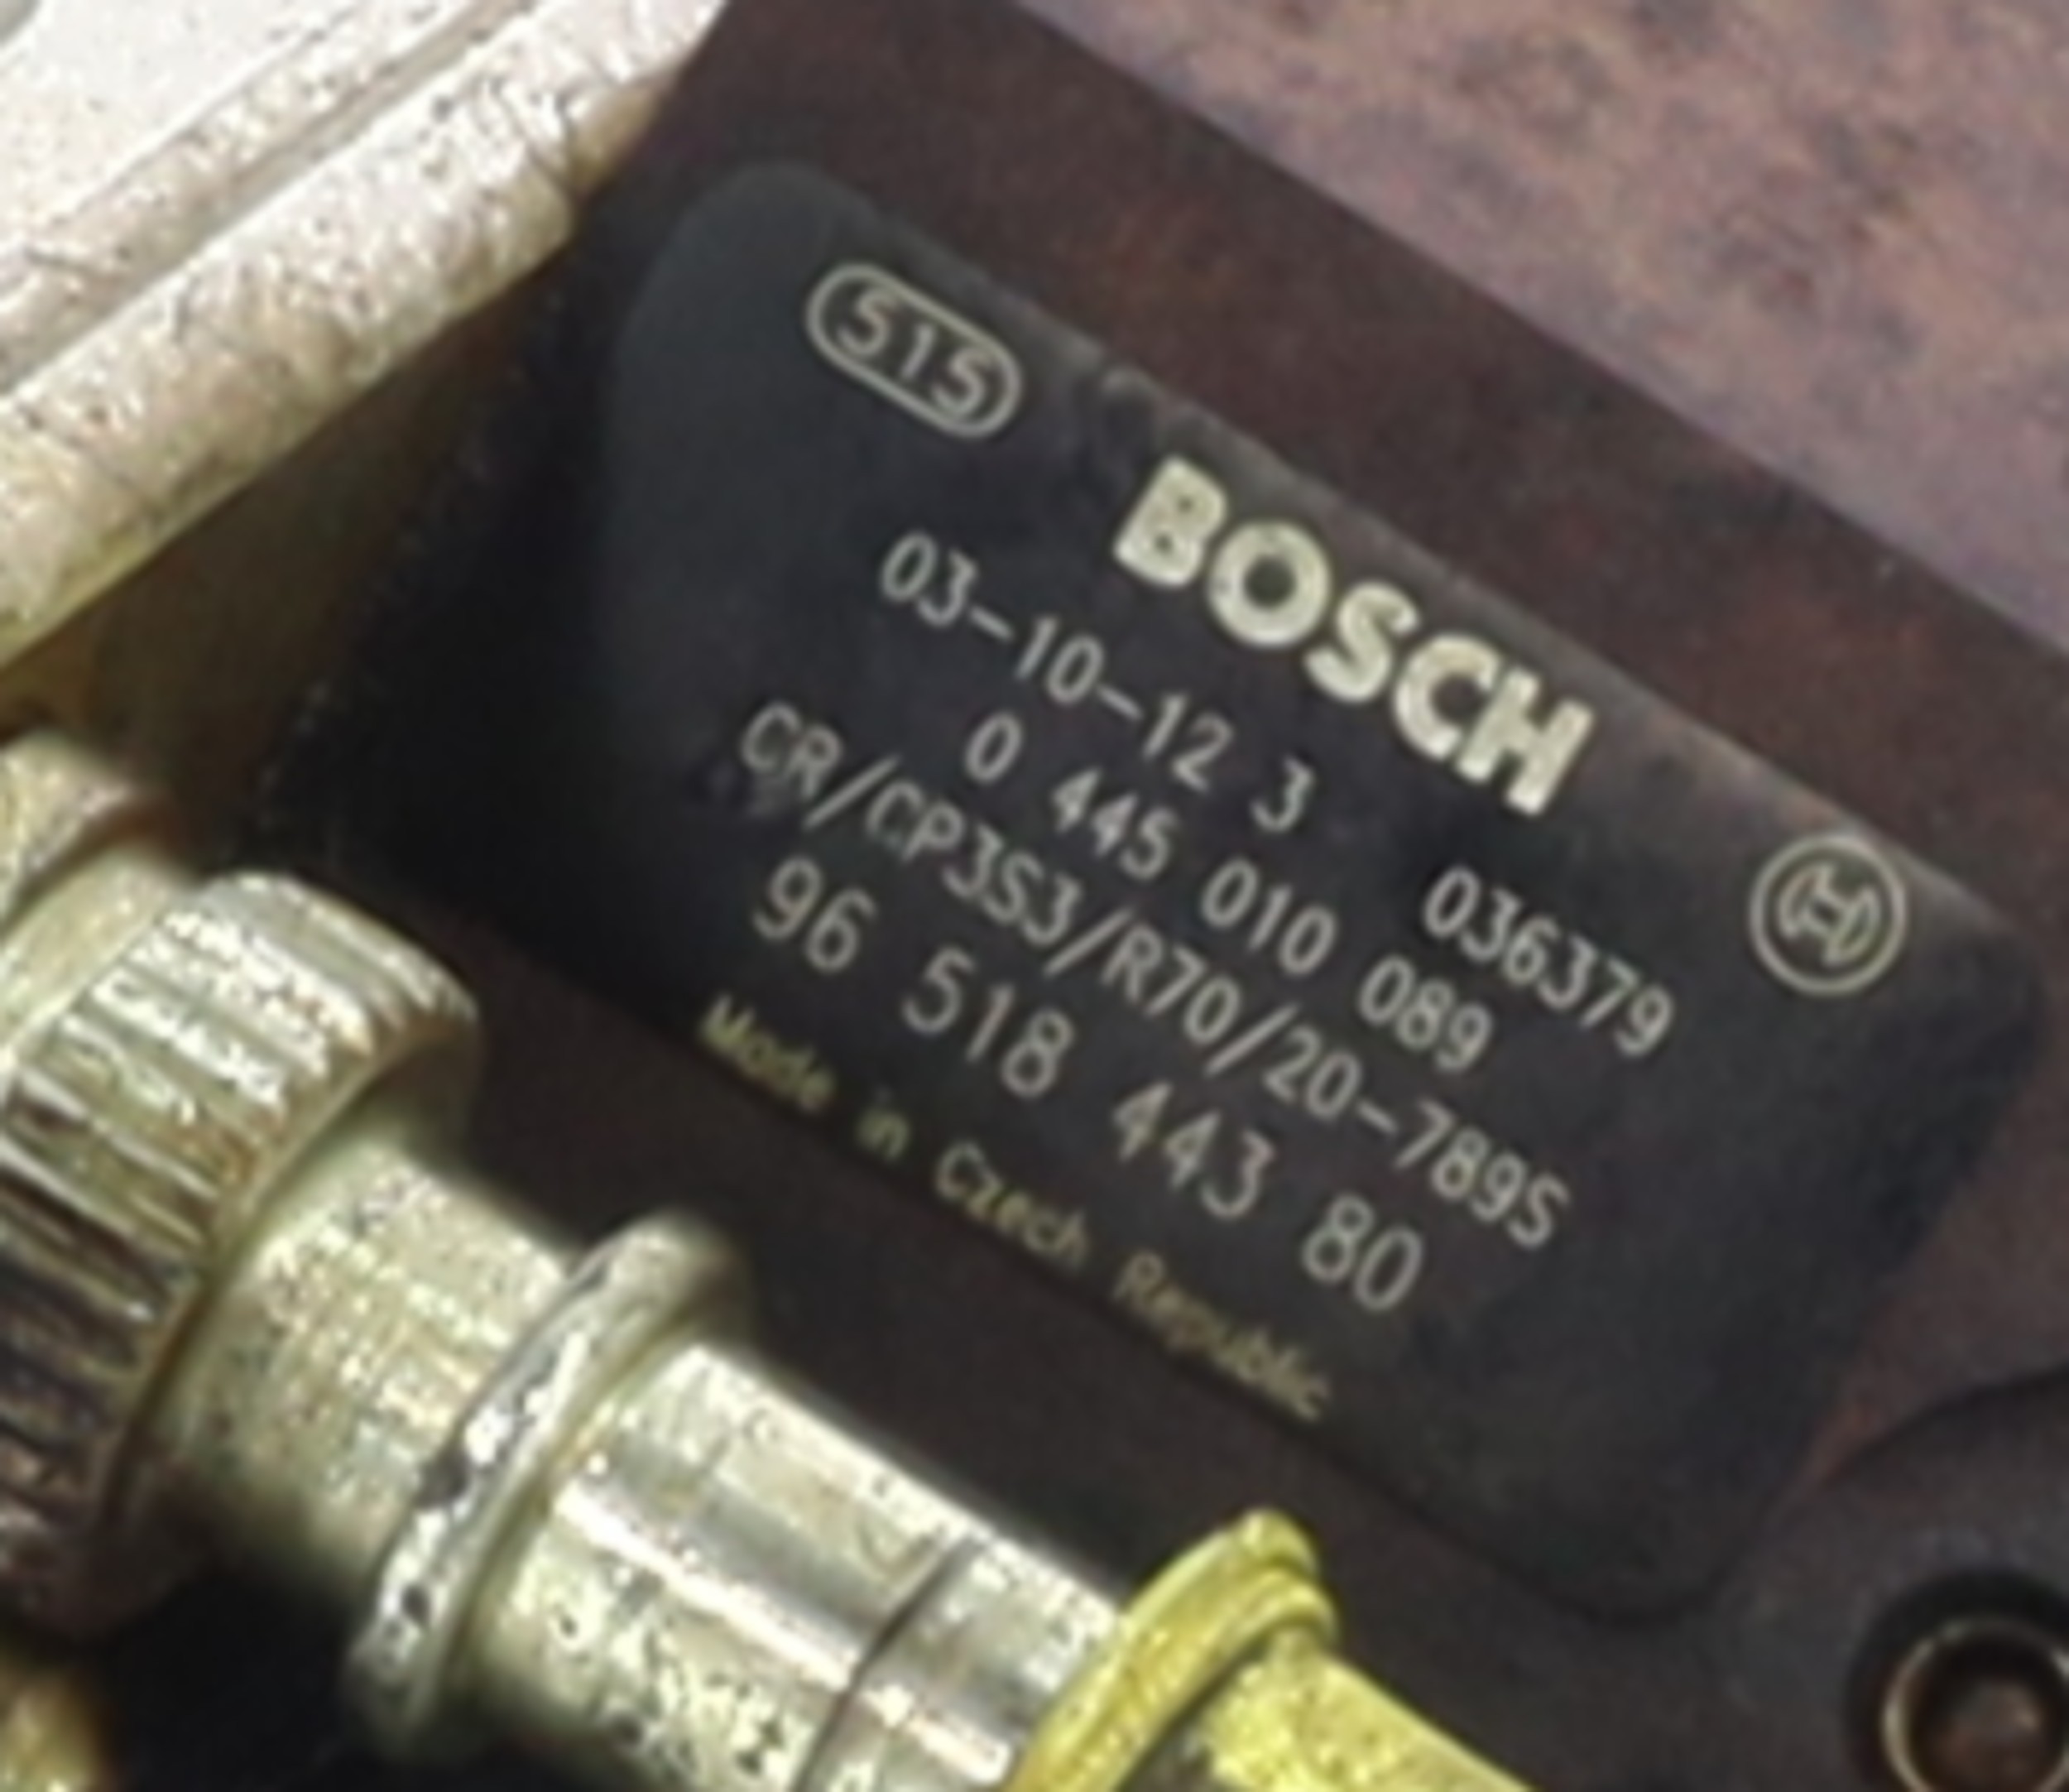 515
BOSCH
03-10-12 3 036379
0 445 010 089
CR/CP3S3/R70/20-789S
96 518 443 80
Made in Czech Republic